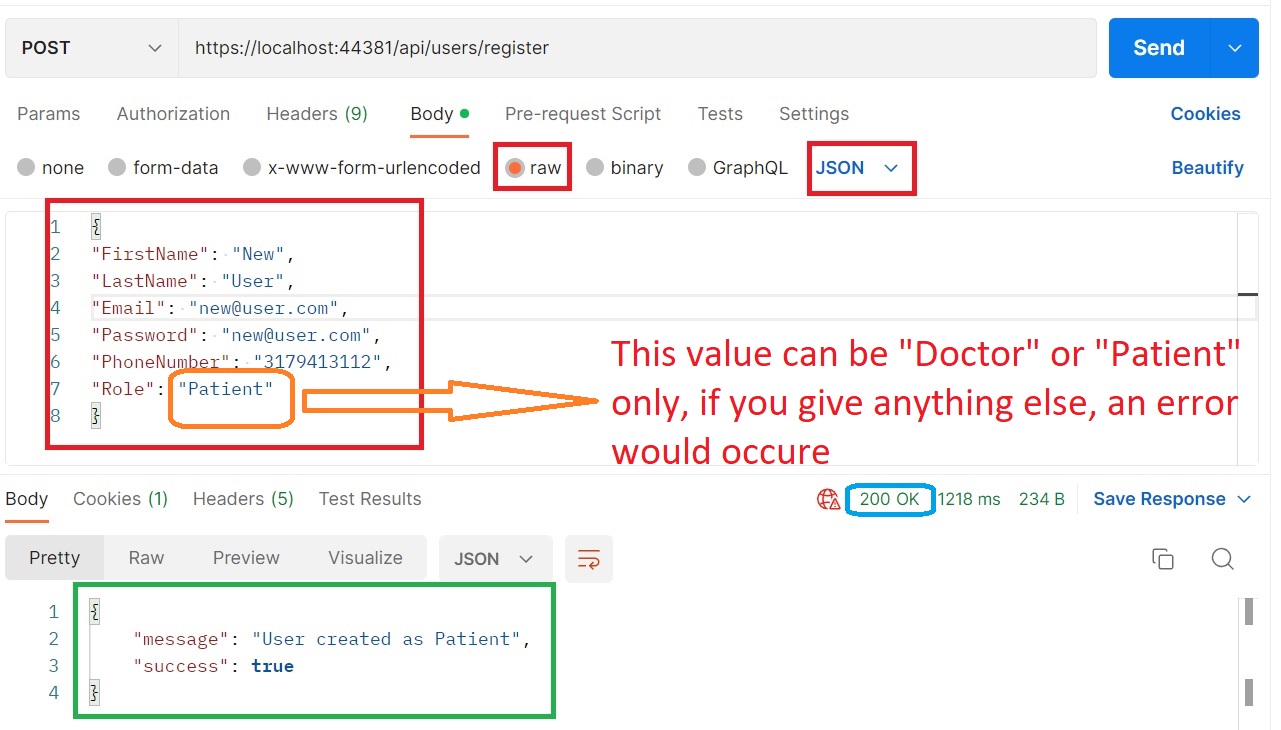 POST
https://localhost:44381/api/users/register
Send
Params Authorization Headers (9) Body Pre-request Script Tests Settings Cookies
none form-data x-www-form-urlencoded raw binary GraphQL JSON Beautify
1 {
2 "FirstName": "New",
3 "LastName": "User",
4 "Email": "new@user.com",
5 "Password": "new@user.com",
6 "PhoneNumber": "3179413112",
7 "Role": "Patient"
8 }
This value can be "Doctor" or "Patient"
only, if you give anything else, an error
would occure
Body Cookies (1) Headers (5) Test Results 200 OK 1218 ms 234 B Save Response
Pretty Raw Preview Visualize JSON
1 {
2 "message": "User created as Patient",
3 "success": true
4 }